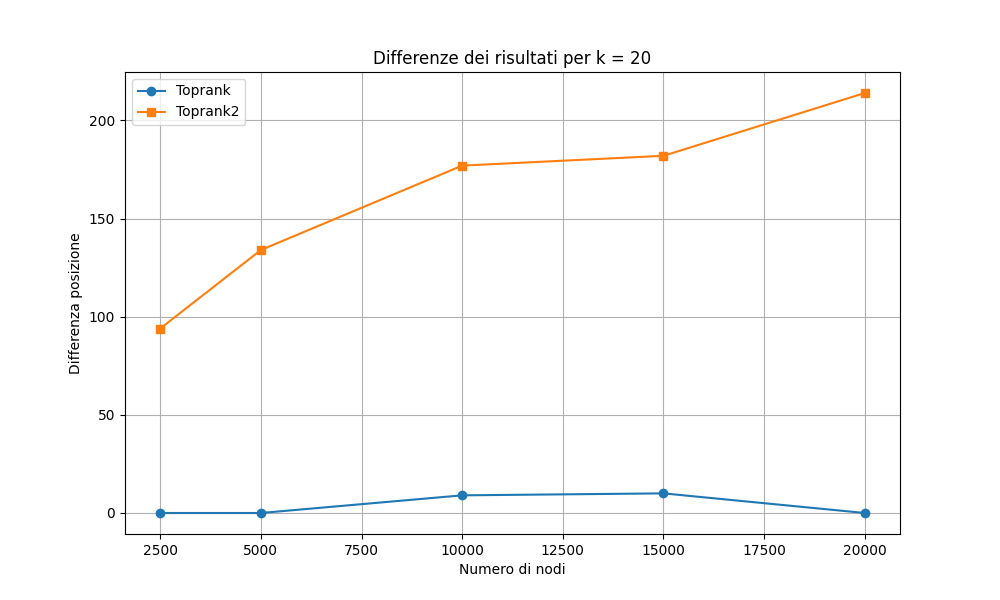 Differenze dei risultati per k = 20
Toprank
Toprank2
Differenza posizione
200
150
100
50
0
2500
5000
7500
10000
12500
15000
17500
20000
Numero di nodi